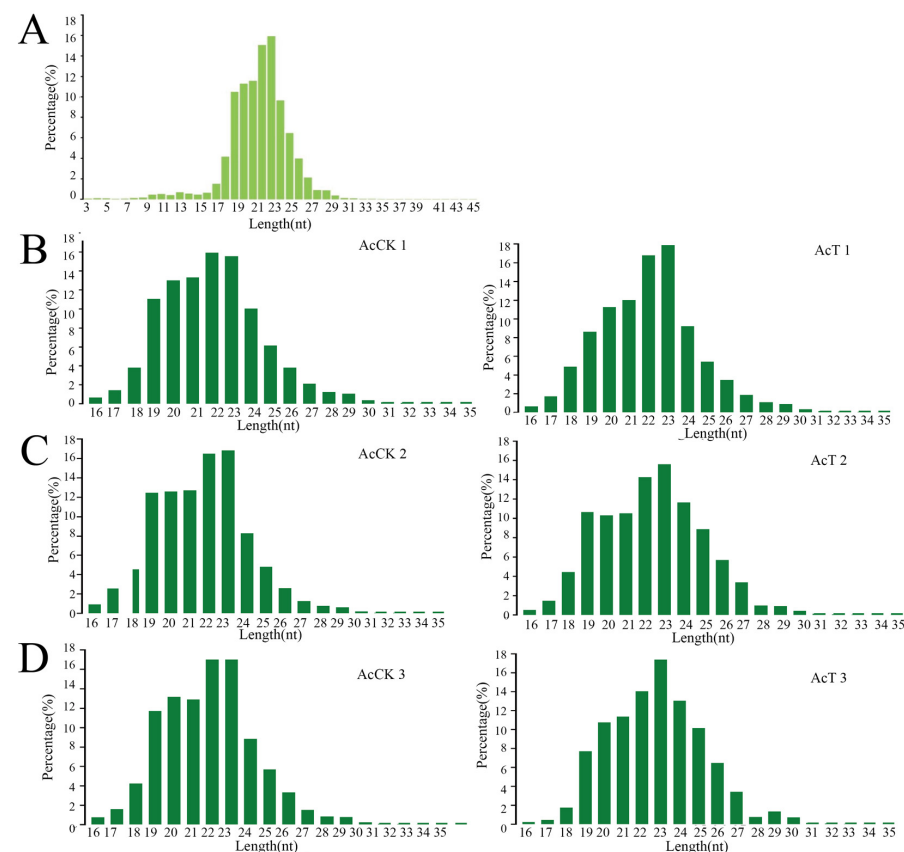 A
Percentage(%)
18
16
14
12
10
8
6
4
2
0
3 5 7 9 11 13 15 17 19 21 23 25 27 29 31 33 35 37 39 41 43 45
Length(nt)
B
AcCK 1
Percentage(%)
18
16
14
12
10
8
6
4
2
0
16 17 18 19 20 21 22 23 24 25 26 27 28 29 30 31 32 33 34 35
Length(nt)
AcT 1
Percentage(%)
18
16
14
12
10
8
6
4
2
0
16 17 18 19 20 21 22 23 24 25 26 27 28 29 30 31 32 33 34 35
Length(nt)
C
AcCK 2
Percentage(%)
18
16
14
12
10
8
6
4
2
0
16 17 18 19 20 21 22 23 24 25 26 27 28 29 30 31 32 33 34 35
Length(nt)
AcT 2
Percentage(%)
18
16
14
12
10
8
6
4
2
0
16 17 18 19 20 21 22 23 24 25 26 27 28 29 30 31 32 33 34 35
Length(nt)
D
AcCK 3
Percentage(%)
18
16
14
12
10
8
6
4
2
0
16 17 18 19 20 21 22 23 24 25 26 27 28 29 30 31 32 33 34 35
Length(nt)
AcT 3
Percentage(%)
18
16
14
12
10
8
6
4
2
0
16 17 18 19 20 21 22 23 24 25 26 27 28 29 30 31 32 33 34 35
Length(nt)